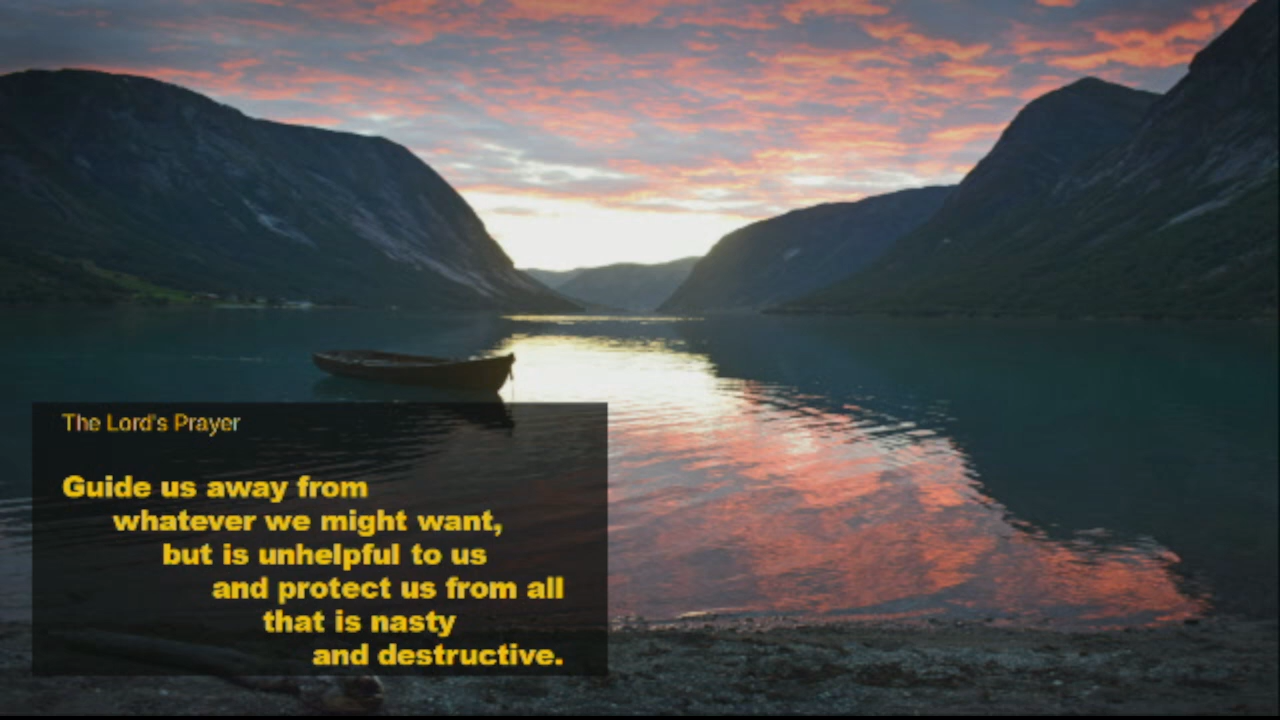 The Lord's Prayer
Guide us away from
whatever we might want,
but is unhelpful to us
and protect us from all
that is nasty
and destructive.